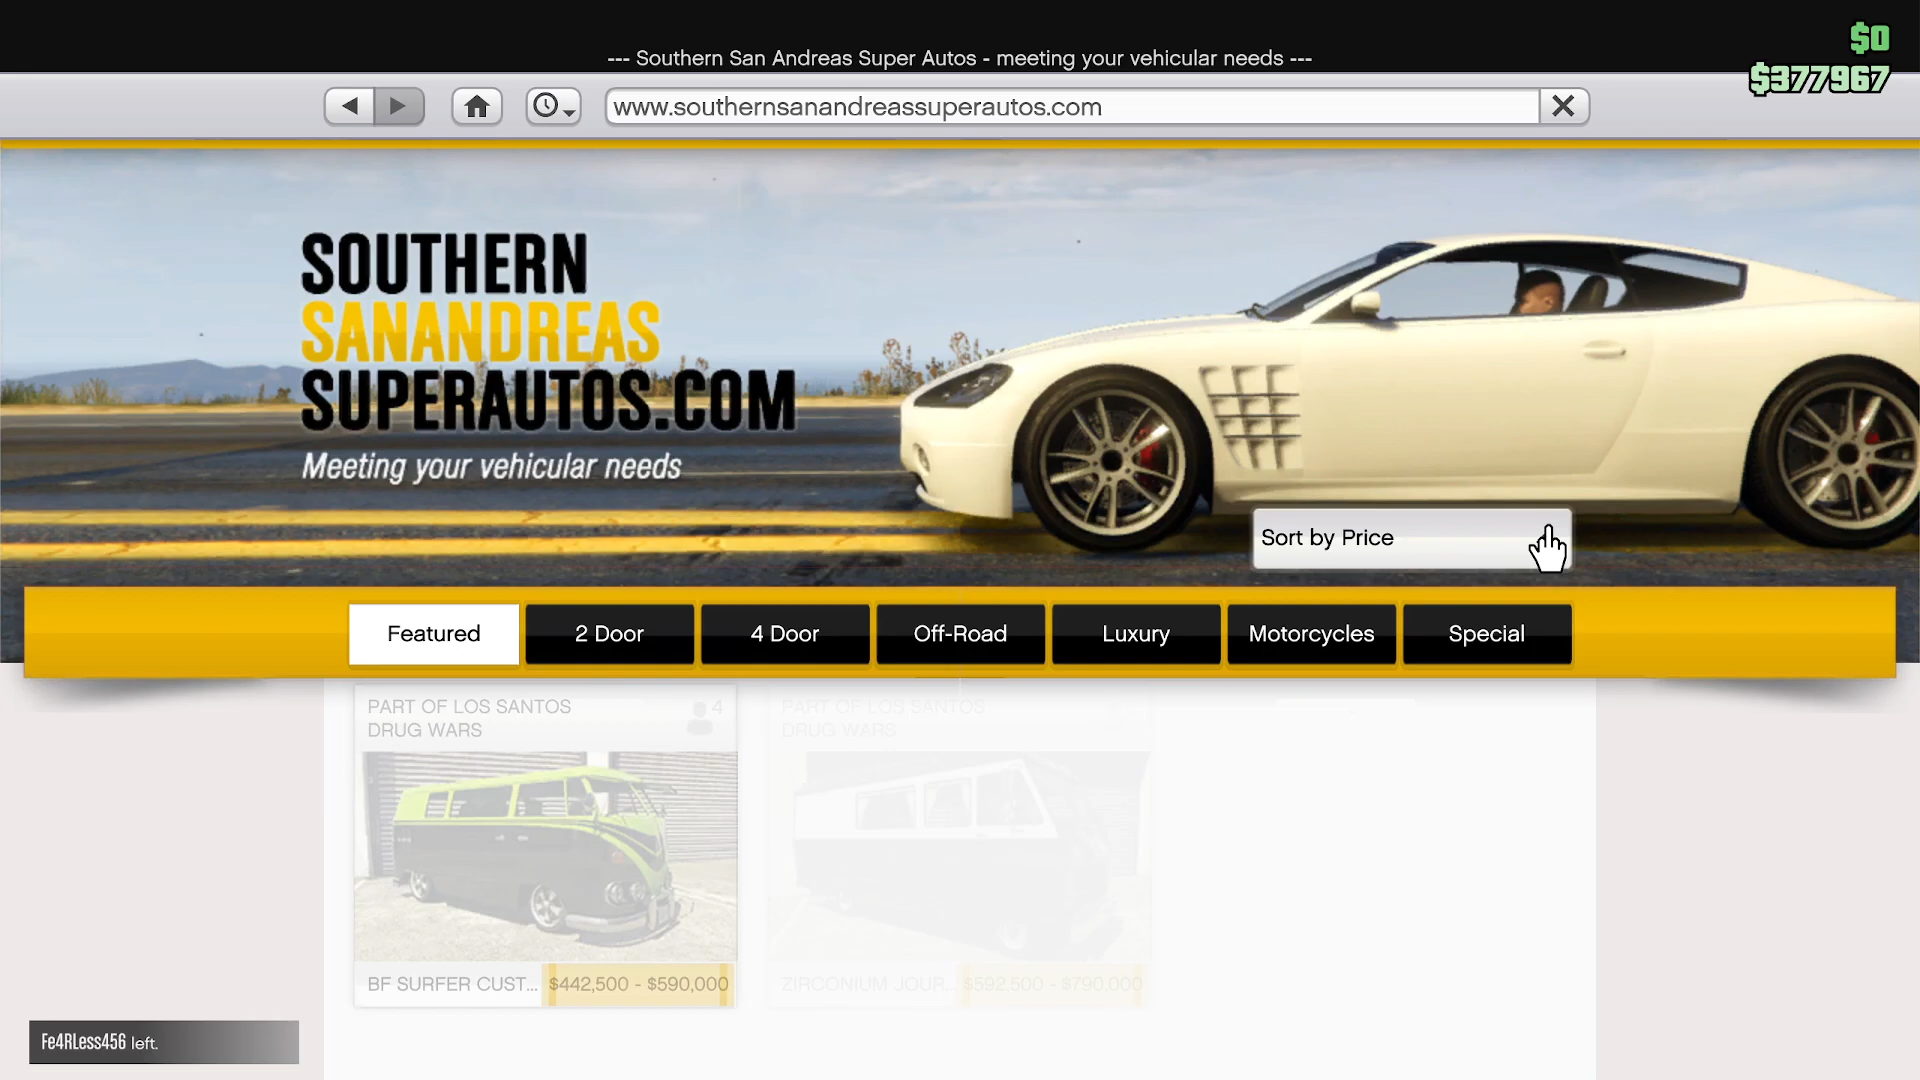 $0
--- Southern San Andreas Super Autos - meeting your vehicular needs ---
$377967
www.southernsanandreassuperautos.com
SOUTHERN
SANANDREAS
SUPERAUTOS.COM
Meeting your vehicular needs
Sort by Price
Featured
2 Door
4 Door
Off-Road
Luxury
Motorcycles
Special
PART OF LOS SANTOS
DRUG WARS
4
PART OF LOS SANTOS
DRUG WARS
BF SURFER CUST...
$442,500 - $590,000
ZIRCONIUM JOUR...
$592,500 - $790,000
Fe4RLess456 left.